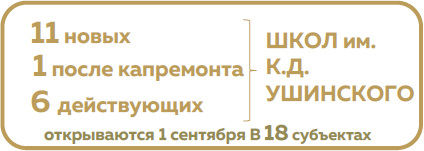 11 новых
1 после капремонта
6 действующих
ШКОЛ им.
К.Д.
УШИНСКОГО
открываются 1 сентября В 18 субъектах